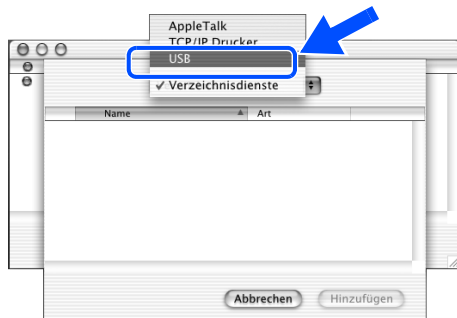 AppleTalk
TCP/IP Drucker
USB
✓ Verzeichnisdienste
Name Art
Abbrechen Hinzufügen